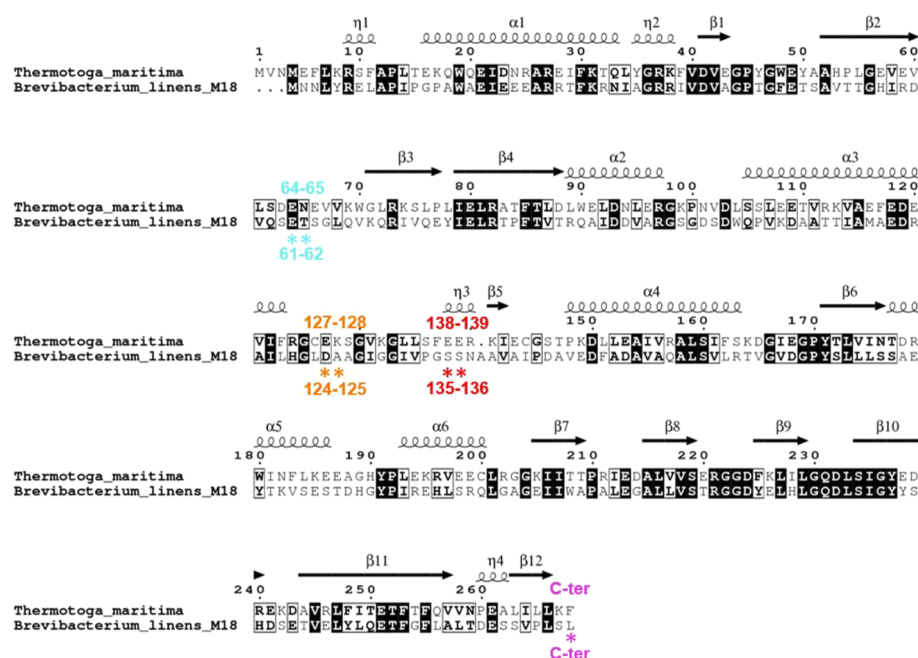 η1 α1 η2 β1 β2
1 10 20 30 40 50 60
Thermotoga_maritima MVNMEFLKRSFAPLTEKQWQEIDNRAREIFKTQLYGRKFVDVEGPYGWEYAAHPLGEVEV
Brevibacterium_linens_M18 ...MNNLYRELAPIPGPAWAEIEEEARRTFKRNIAGRRIVDVAGPTGFETSAVTTGHIRD
β3 β4 α2 α3
64-65 70 80 90 100 110 120
Thermotoga_maritima LSDENEVVKWGLRKSLPLIELRATFTLDLWELDNLERGKPNVDLSSLEETVRKVAEFEDE
Brevibacterium_linens_M18 VQSETSGLQVKQRIVQEYIELRTPFTVTRQAIDDVARGSGDSDWQPVKDAATTIAMAEDR
**
61-62
η3 β5 α4 β6
127-128 138-139 150 160 170
Thermotoga_maritima VIFRGCEKSGVKGLLSFEER.KIECGSTPKDLLEAIVRALSIFSKDGIEGPYTLVINTDR
Brevibacterium_linens_M18 AILHGLDAAGIGGIVPGSSNAAVAIPDAVEDFADAVAQALSVLRTVGVDGPYSLLLSSAE
** **
124-125 135-136
α5 α6 β7 β8 β9 β10
180 190 200 210 220 230
Thermotoga_maritima WINFLKEEAGHYPLEKRVEECLRGGKIITTPRIEDALVVSERGGDFKLILGQDLSIGYED
Brevibacterium_linens_M18 YTKVSESTDHGYPIREHLSRQLGAGEIIWAPALEGALLVSTRGGDYELHLGQDLSIGYYS
β11 η4 β12
240 250 260 C-ter
Thermotoga_maritima REKDAVRLFITETFTFQVVNPEALILLKF
Brevibacterium_linens_M18 HDSETVELYLQETFGFLALTDESSVPLSL
*
C-ter